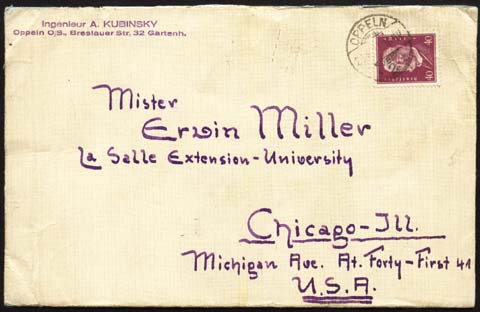 Ingenieur A. KUBINSKY
Oppeln O/S., Breslauer Str. 32 Gartenh.
OPPELN
40 40
Mister
Erwin Miller
La Salle Extension-University
Chicago-Ill.
Michigan Ave. At. Forty-First 41
U.S.A.